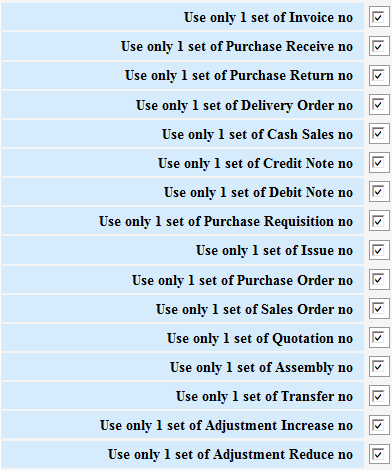 Use only 1 set of Invoice no
Use only 1 set of Purchase Receive no
Use only 1 set of Purchase Return no
Use only 1 set of Delivery Order no
Use only 1 set of Cash Sales no
Use only 1 set of Credit Note no
Use only 1 set of Debit Note no
Use only 1 set of Purchase Requisition no
Use only 1 set of Issue no
Use only 1 set of Purchase Order no
Use only 1 set of Sales Order no
Use only 1 set of Quotation no
Use only 1 set of Assembly no
Use only 1 set of Transfer no
Use only 1 set of Adjustment Increase no
Use only 1 set of Adjustment Reduce no